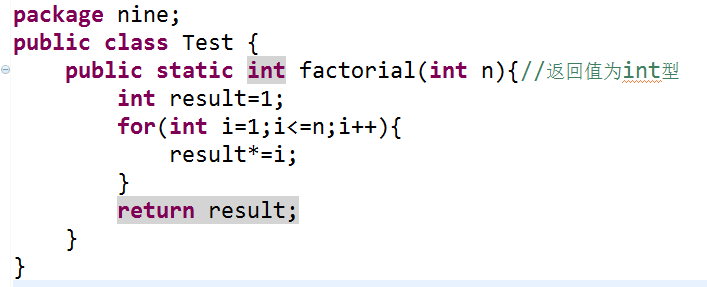 package nine;
public class Test {
    public static int factorial(int n){//返回值为int型
        int result=1;
        for(int i=1;i<=n;i++){
            result*=i;
        }
        return result;
    }
}